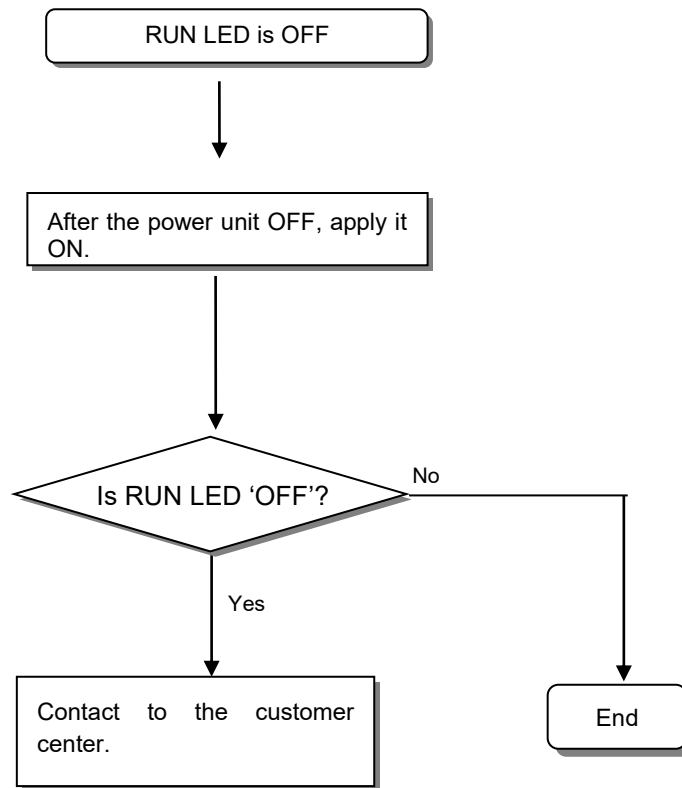 RUN LED is OFF
After the power unit OFF, apply it
ON.
Is RUN LED ‘OFF’?
No
Yes
Contact to the customer
center.
End